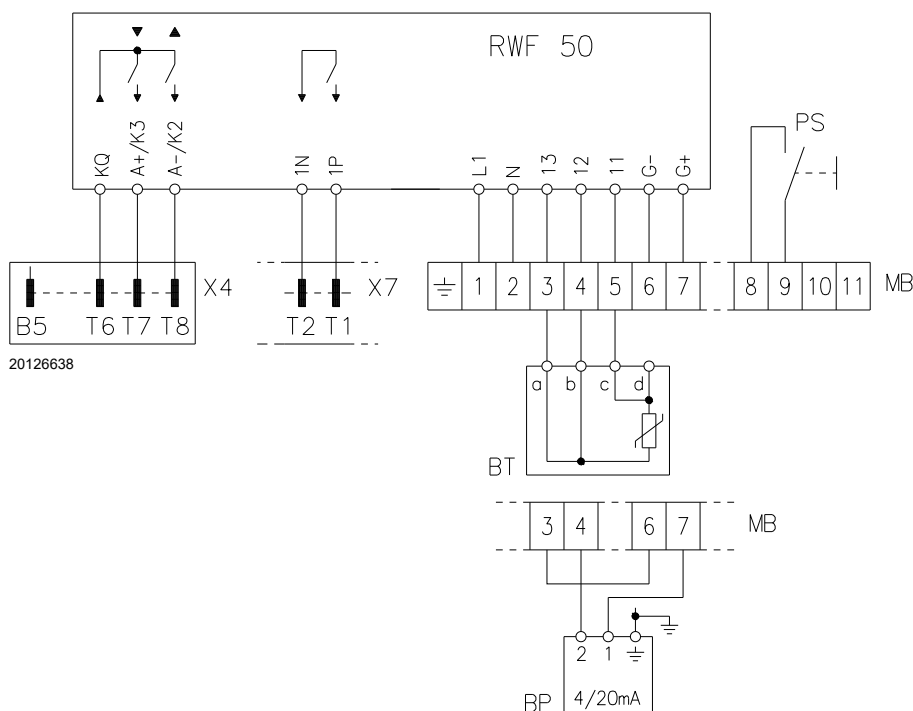 RWF 50
KQ A+/K3 A-/K2 1N 1P L1 N 13 12 11 G- G+
PS
B5 T6 T7 T8 X4
T2 T1 X7
1 2 3 4 5 6 7 8 9 10 11 MB
20126638
a b c d
BT
3 4 6 7 MB
2 1
BP 4/20mA